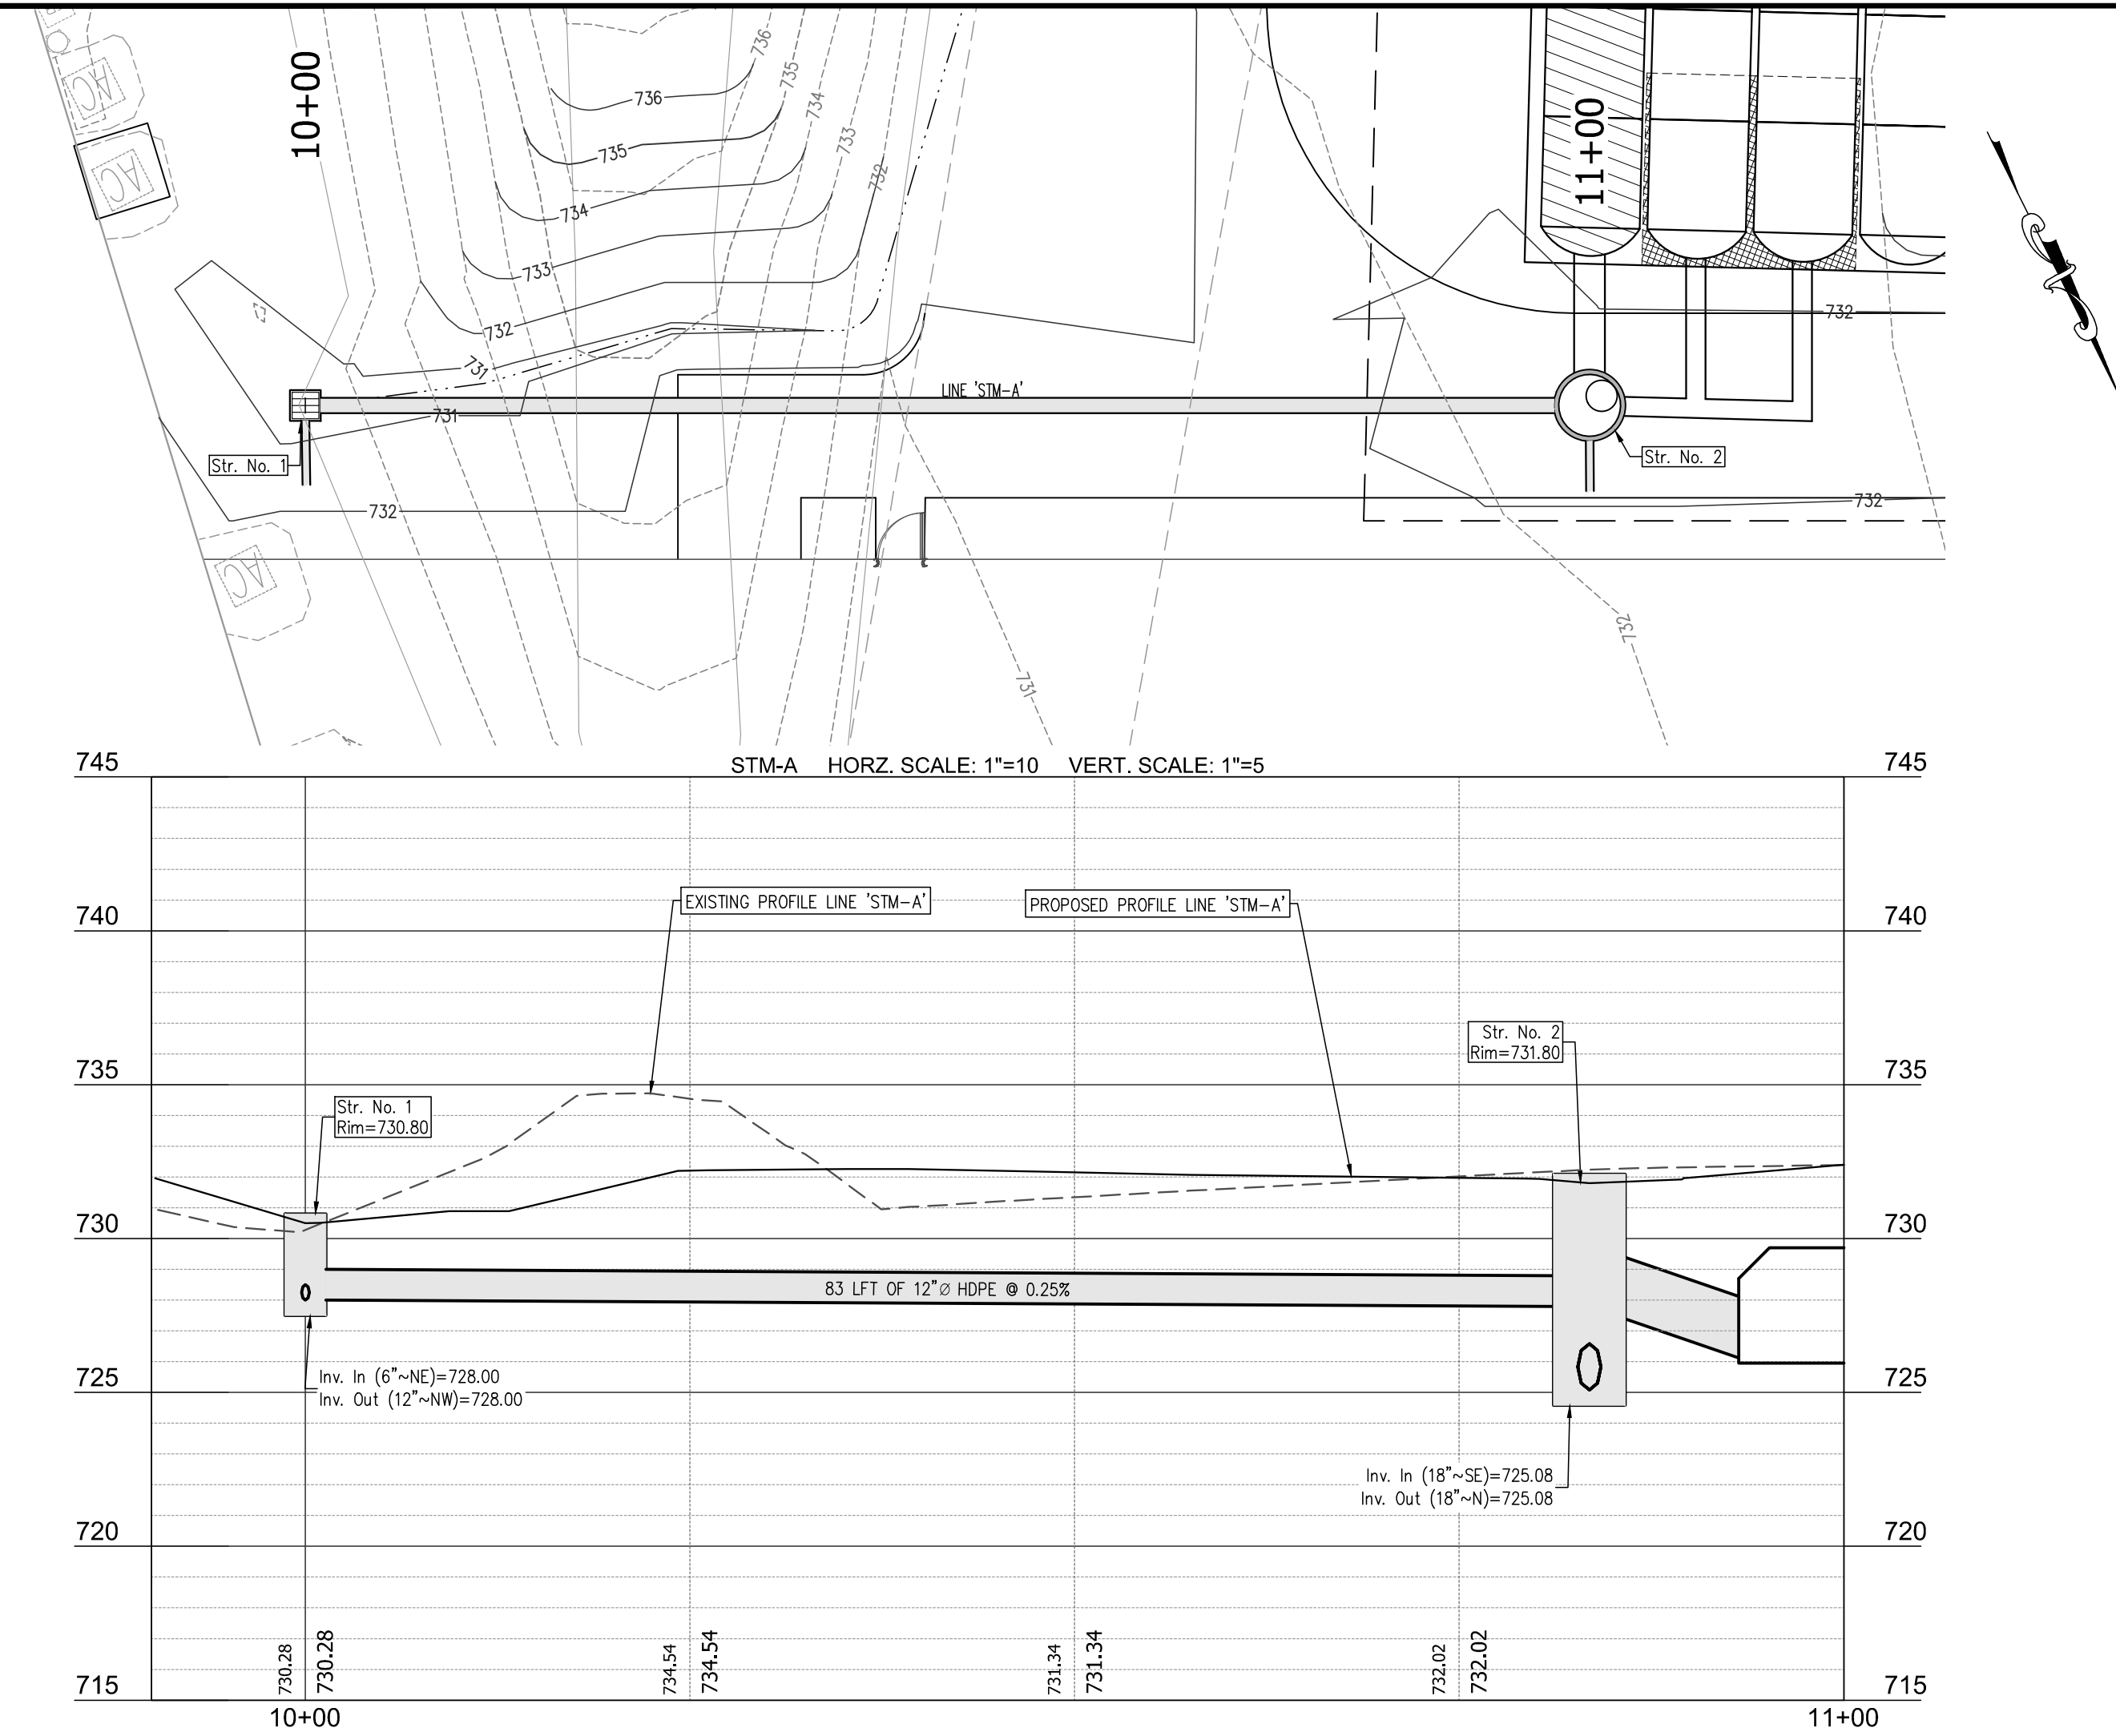 AC
10+00
736
736
735
735
734
734
733
733
732
732
731
731
732
AC
Str. No. 1
AC
LINE 'STM-A'
11+00
732
Str. No. 2
732
732
731
STM-A HORZ. SCALE: 1"=10 VERT. SCALE: 1"=5
745
745
EXISTING PROFILE LINE 'STM-A'
PROPOSED PROFILE LINE 'STM-A'
740
740
Str. No. 2
Rim=731.80
735
735
Str. No. 1
Rim=730.80
730
730
83 LFT OF 12"Ø HDPE @ 0.25%
Inv. In (6"~NE)=728.00
Inv. Out (12"~NW)=728.00
725
725
Inv. In (18"~SE)=725.08
Inv. Out (18"~N)=725.08
720
720
730.28
730.28
734.54
734.54
731.34
731.34
732.02
732.02
715
715
10+00
11+00